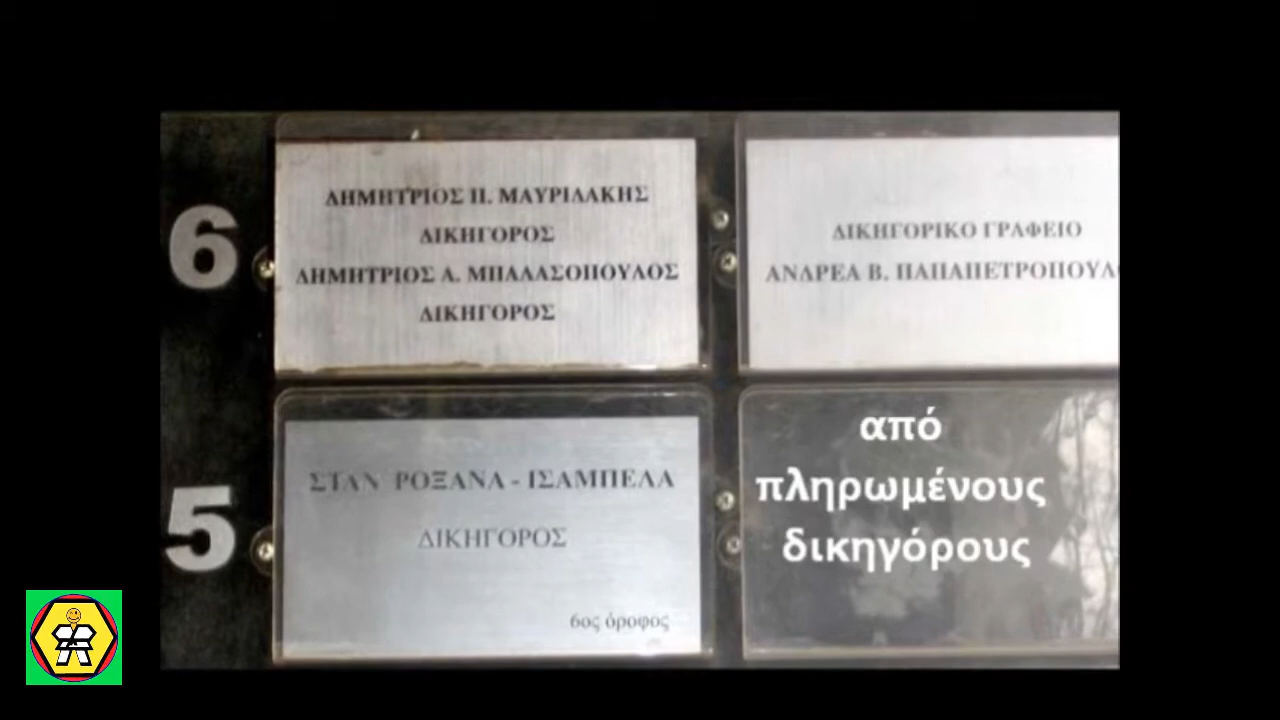 6
ΔΗΜΗΤΡΙΟΣ Π. ΜΑΥΡΙΔΑΚΗΣ
ΔΙΚΗΓΟΡΟΣ
ΔΗΜΗΤΡΙΟΣ Α. ΜΠΑΛΑΣΟΠΟΥΛΟΣ
ΔΙΚΗΓΟΡΟΣ
ΔΙΚΗΓΟΡΙΚΟ ΓΡΑΦΕΙΟ
ΑΝΔΡΕΑ Β. ΠΑΠΑΠΕΤΡΟΠΟΥΛΟ
5
ΣΤΑΝ ΡΟΞΑΝΑ - ΙΣΑΜΠΕΛΑ
ΔΙΚΗΓΟΡΟΣ
6ος όροφος
από
πληρωμένους
δικηγόρους